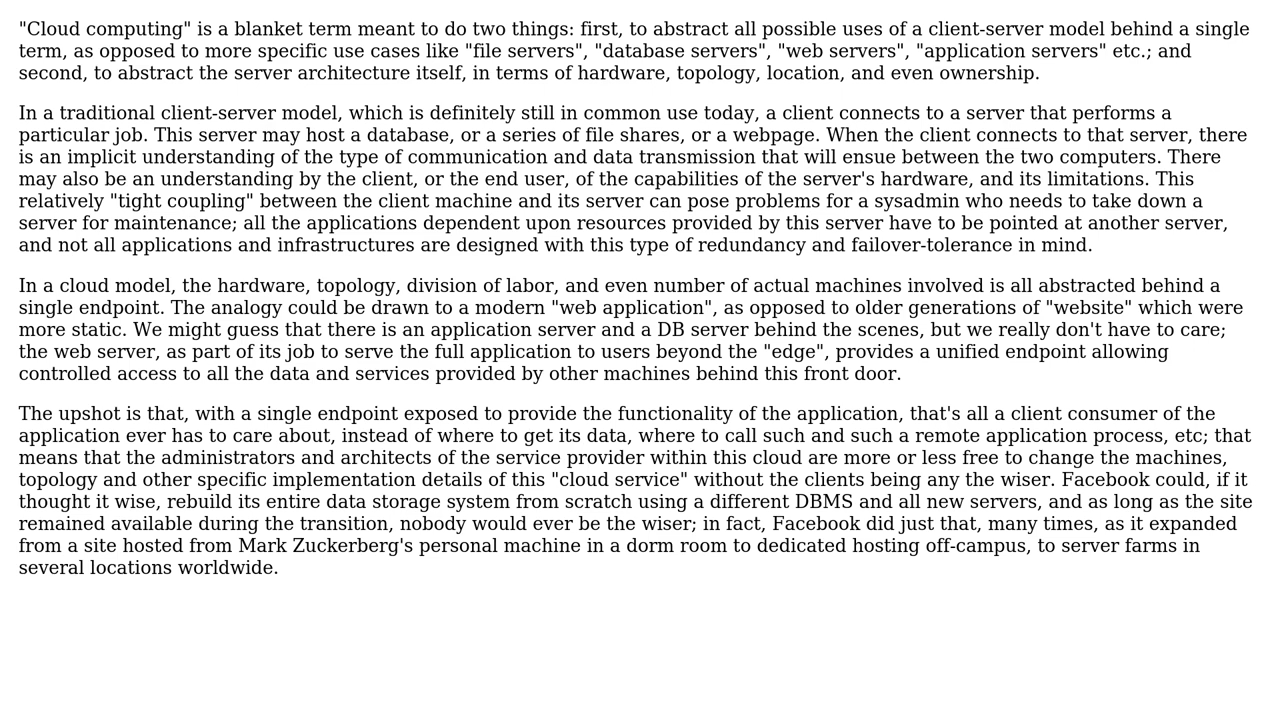 "Cloud computing" is a blanket term meant to do two things: first, to abstract all possible uses of a client-server model behind a single
term, as opposed to more specific use cases like "file servers", "database servers", "web servers", "application servers" etc.; and
second, to abstract the server architecture itself, in terms of hardware, topology, location, and even ownership.
In a traditional client-server model, which is definitely still in common use today, a client connects to a server that performs a
particular job. This server may host a database, or a series of file shares, or a webpage. When the client connects to that server, there
is an implicit understanding of the type of communication and data transmission that will ensue between the two computers. There
may also be an understanding by the client, or the end user, of the capabilities of the server's hardware, and its limitations. This
relatively "tight coupling" between the client machine and its server can pose problems for a sysadmin who needs to take down a
server for maintenance; all the applications dependent upon resources provided by this server have to be pointed at another server,
and not all applications and infrastructures are designed with this type of redundancy and failover-tolerance in mind.
In a cloud model, the hardware, topology, division of labor, and even number of actual machines involved is all abstracted behind a
single endpoint. The analogy could be drawn to a modern "web application", as opposed to older generations of "website" which were
more static. We might guess that there is an application server and a DB server behind the scenes, but we really don't have to care;
the web server, as part of its job to serve the full application to users beyond the "edge", provides a unified endpoint allowing
controlled access to all the data and services provided by other machines behind this front door.
The upshot is that, with a single endpoint exposed to provide the functionality of the application, that's all a client consumer of the
application ever has to care about, instead of where to get its data, where to call such and such a remote application process, etc; that
means that the administrators and architects of the service provider within this cloud are more or less free to change the machines,
topology and other specific implementation details of this "cloud service" without the clients being any the wiser. Facebook could, if it
thought it wise, rebuild its entire data storage system from scratch using a different DBMS and all new servers, and as long as the site
remained available during the transition, nobody would ever be the wiser; in fact, Facebook did just that, many times, as it expanded
from a site hosted from Mark Zuckerberg's personal machine in a dorm room to dedicated hosting off-campus, to server farms in
several locations worldwide.